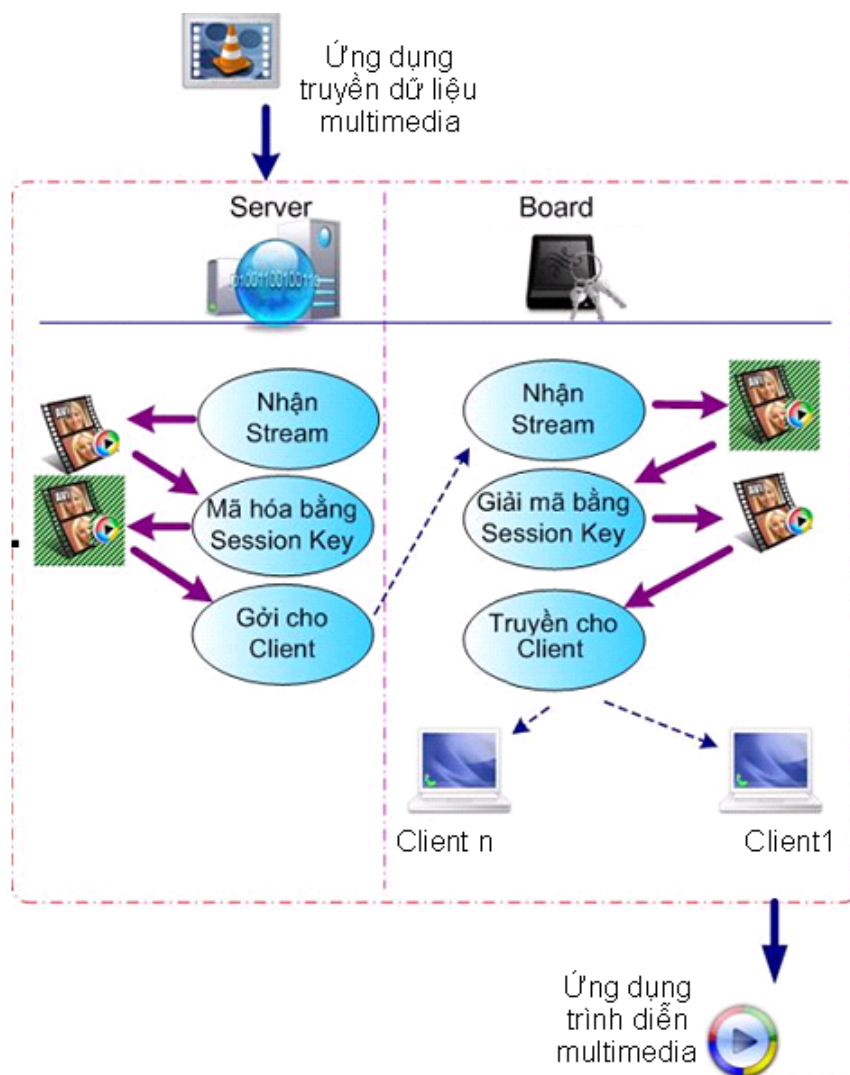 Ứng dụng
truyền dữ liệu
multimedia
Server
Board
01001100100110
Nhận
Stream
Mã hóa bằng
Session Key
Gởi cho
Client
Nhận
Stream
Giải mã bằng
Session Key
Truyền cho
Client
Client n
Client1
Ứng dụng
trình diễn
multimedia